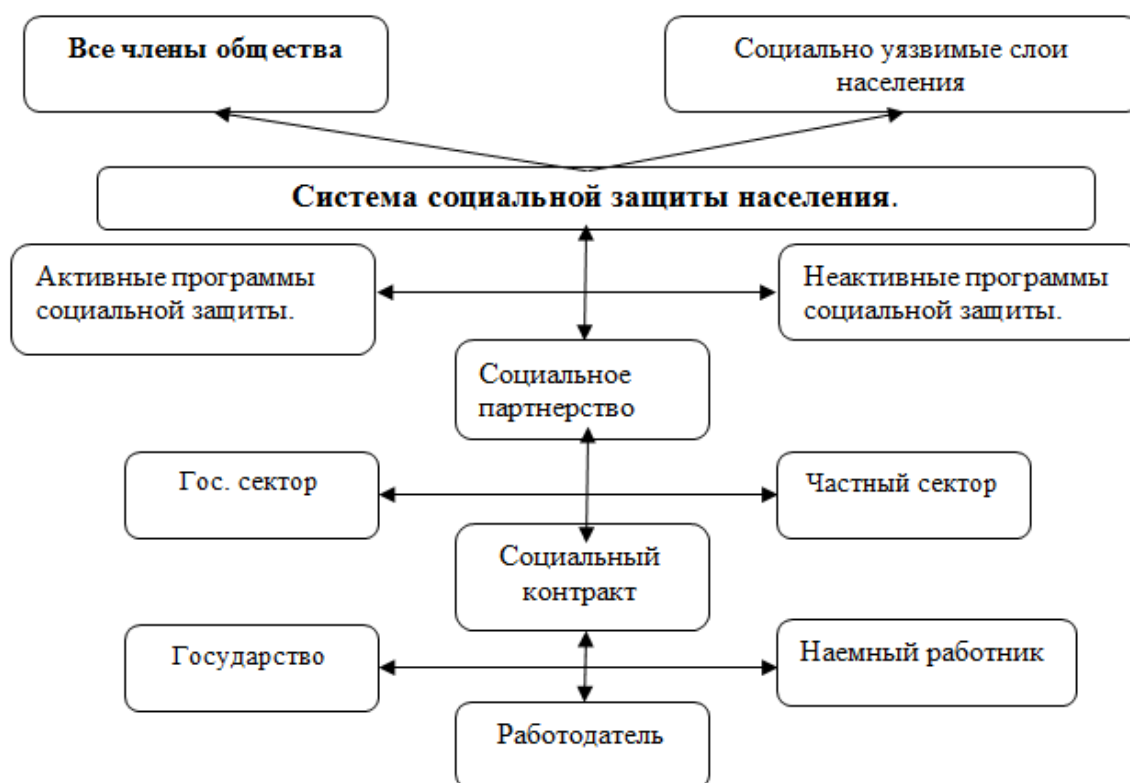 Все члены общества
Социально уязвимые слои
населения
Система социальной защиты населения.
Активные программы
социальной защиты.
Неактивные программы
социальной защиты.
Социальное
партнерство
Гос. сектор
Частный сектор
Социальный
контракт
Государство
Наемный работник
Работодатель